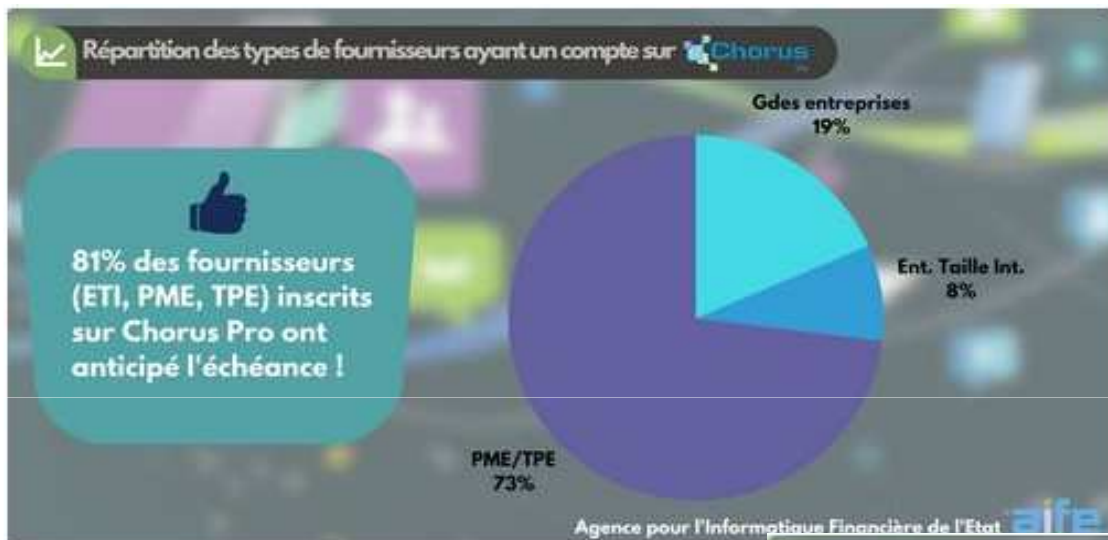 Répartition des types de fournisseurs ayant un compte sur Chorus
Gdes entreprises
19%
81% des fournisseurs
(ETI, PME, TPE) inscrits
sur Chorus Pro ont
anticipé l'échéance !
Ent. Taille Int.
8%
PME/TPE
73%
Agence pour l'Informatique Financière de l'Etat aife